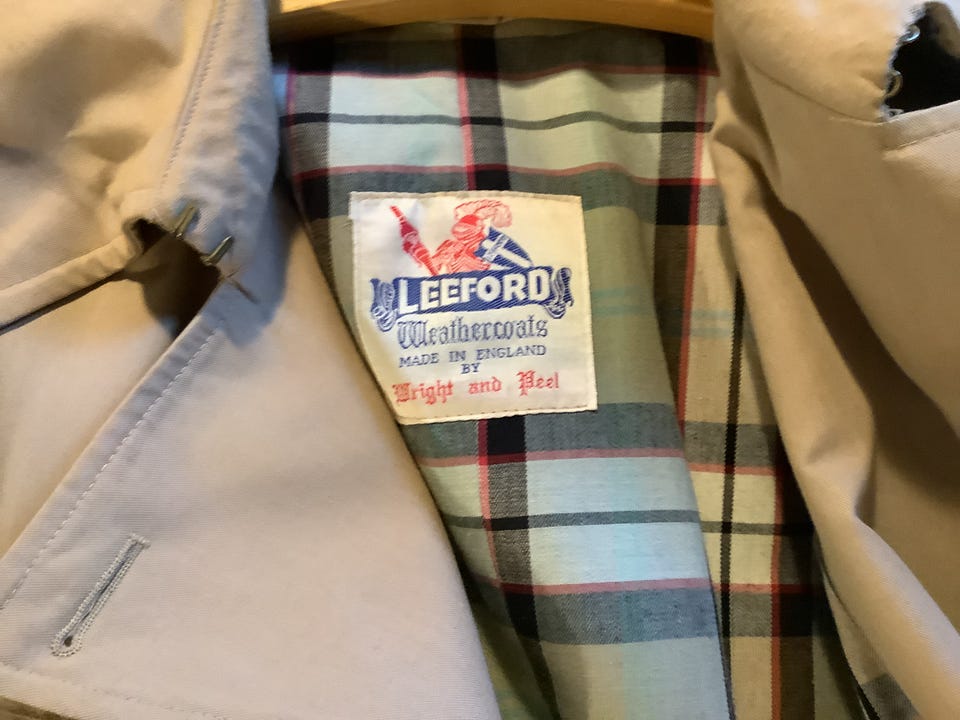 LEEFORD
Weathercoats
MADE IN ENGLAND
BY
Wright and Peel